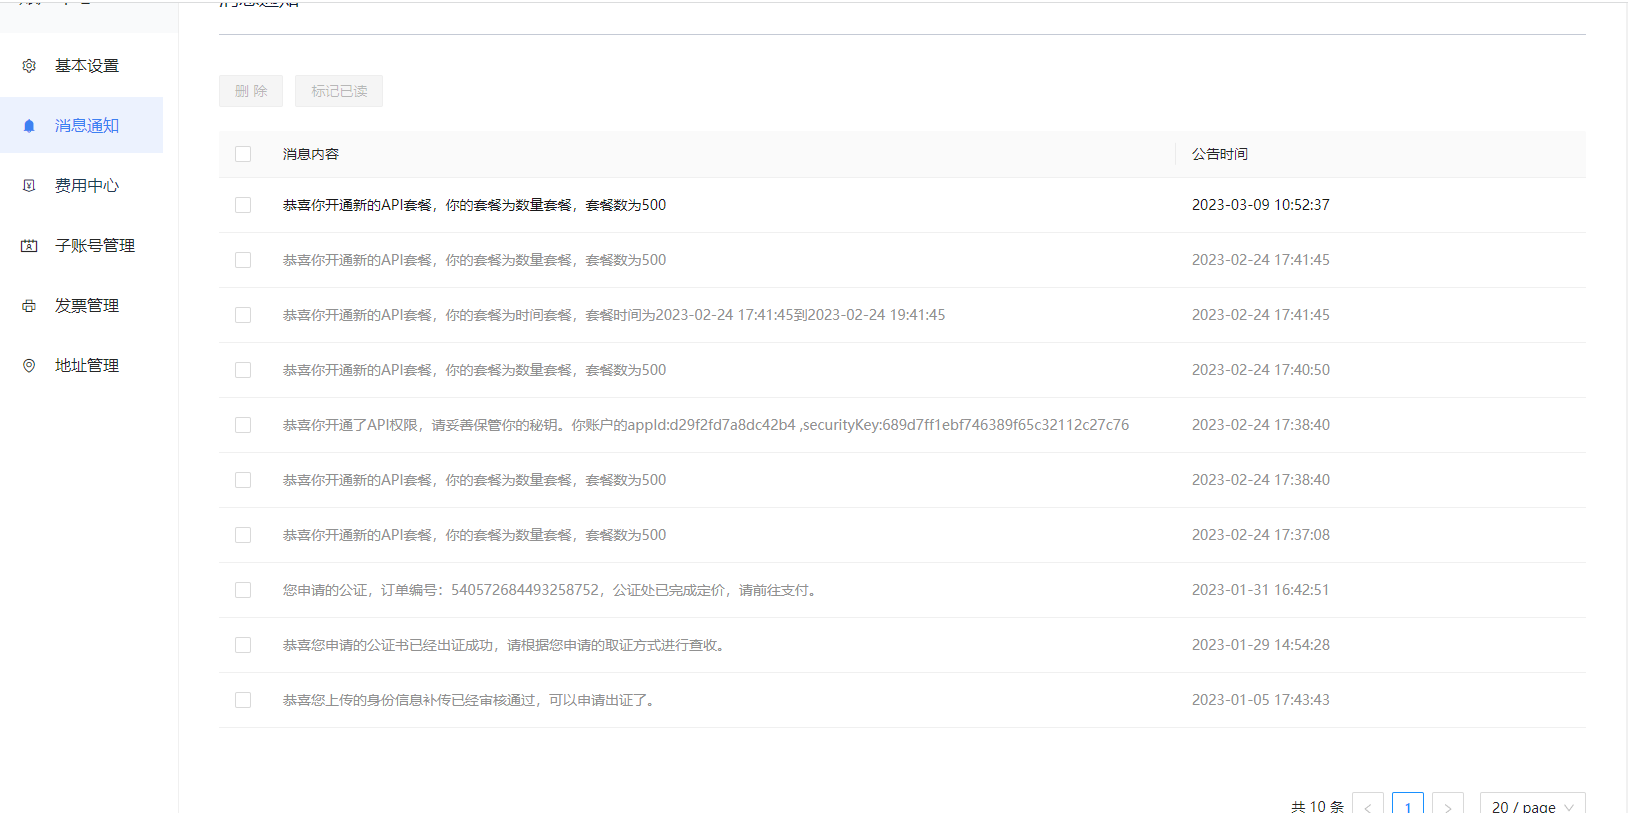 基本设置
消息通知
费用中心
子账号管理
发票管理
地址管理
消息通知
删 除 标记已读
消息内容 公告时间
恭喜你开通新的API套餐，你的套餐为数量套餐，套餐数为500 2023-03-09 10:52:37
恭喜你开通新的API套餐，你的套餐为数量套餐，套餐数为500 2023-02-24 17:41:45
恭喜你开通新的API套餐，你的套餐为时间套餐，套餐时间为2023-02-24 17:41:45到2023-02-24 19:41:45 2023-02-24 17:41:45
恭喜你开通新的API套餐，你的套餐为数量套餐，套餐数为500 2023-02-24 17:40:50
恭喜你开通了API权限，请妥善保管你的秘钥。你账户的appId:d29f2fd7a8dc42b4 ,securityKey:689d7ff1ebf746389f65c32112c27c76 2023-02-24 17:38:40
恭喜你开通新的API套餐，你的套餐为数量套餐，套餐数为500 2023-02-24 17:38:40
恭喜你开通新的API套餐，你的套餐为数量套餐，套餐数为500 2023-02-24 17:37:08
您申请的公证，订单编号：540572684493258752，公证处已完成定价，请前往支付。 2023-01-31 16:42:51
恭喜您申请的公证书已经出证成功，请根据您申请的取证方式进行查收。 2023-01-29 14:54:28
恭喜您上传的身份信息补传已经审核通过，可以申请出证了。 2023-01-05 17:43:43
共 10 条 < 1 > 20 / page